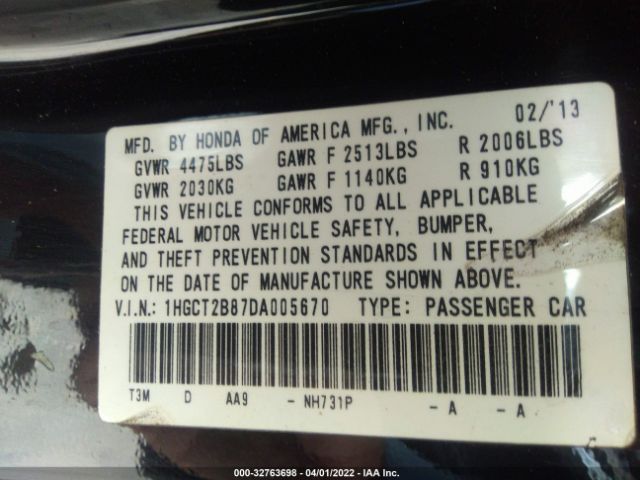 02/'13
MFD. BY HONDA OF AMERICA MFG., INC.
GVWR 4475LBS GAWR F 2513LBS R 2006LBS
GVWR 2030KG GAWR F 1140KG R 910KG
THIS VEHICLE CONFORMS TO ALL APPLICABLE
FEDERAL MOTOR VEHICLE SAFETY, BUMPER,
AND THEFT PREVENTION STANDARDS IN EFFECT
ON THE DATE OF MANUFACTURE SHOWN ABOVE.
V.I.N.: 1HGCT2B87DA005670 TYPE: PASSENGER CAR
T3M D AA9 - NH731P - A - A
000-32763698 - 04/01/2022 - IAA Inc.